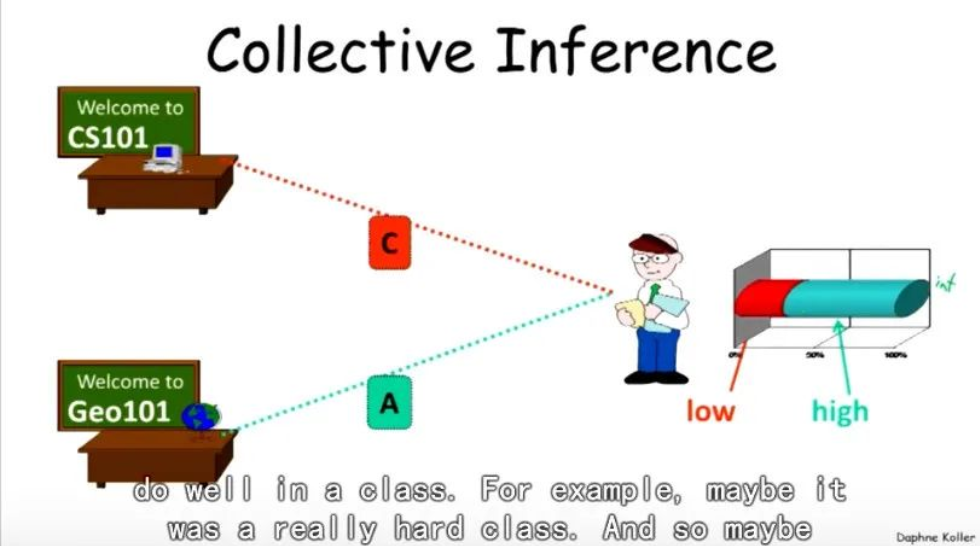 Collective Inference
Welcome to
CS101
C
int
0%
50%
100%
low
high
A
Welcome to
Geo101
do well in a class. For example, maybe it
was a really hard class. And so maybe
Daphne Koller